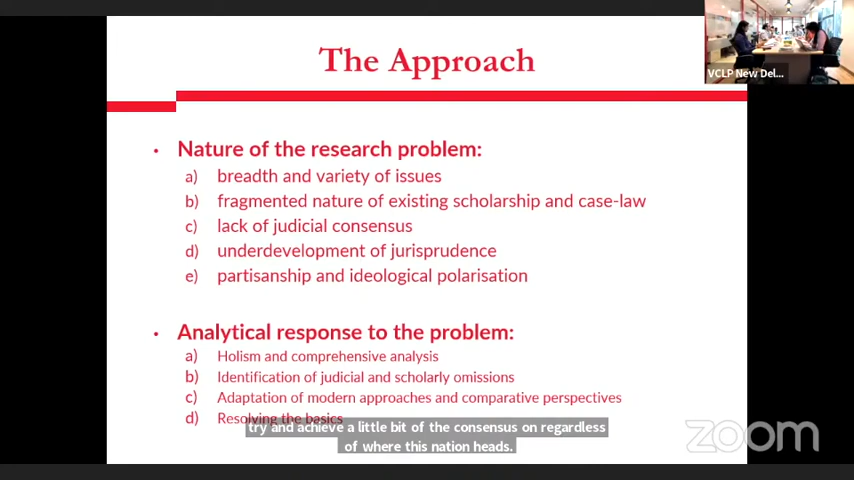 The Approach
VCLP New Del...
• Nature of the research problem:
a) breadth and variety of issues
b) fragmented nature of existing scholarship and case-law
c) lack of judicial consensus
d) underdevelopment of jurisprudence
e) partisanship and ideological polarisation
• Analytical response to the problem:
a) Holism and comprehensive analysis
b) Identification of judicial and scholarly omissions
c) Adaptation of modern approaches and comparative perspectives
d) Resolving the basics
try and achieve a little bit of the consensus on regardless
of where this nation heads.
zoom